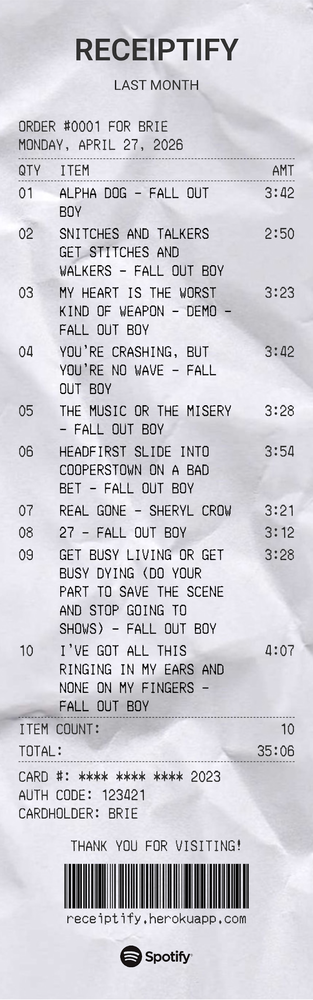 RECEIPTIFY
LAST MONTH
ORDER #0001 FOR BRIE
MONDAY, APRIL 27, 2026
QTY ITEM AMT
01 ALPHA DOG - FALL OUT 3:42
BOY
02 SNITCHES AND TALKERS 2:50
GET STITCHES AND
WALKERS - FALL OUT BOY
03 MY HEART IS THE WORST 3:23
KIND OF WEAPON - DEMO -
FALL OUT BOY
04 YOU'RE CRASHING, BUT 3:42
YOU'RE NO WAVE - FALL
OUT BOY
05 THE MUSIC OR THE MISERY 3:28
- FALL OUT BOY
06 HEADFIRST SLIDE INTO 3:54
COOPERSTOWN ON A BAD
BET - FALL OUT BOY
07 REAL GONE - SHERYL CROW 3:21
08 27 - FALL OUT BOY 3:12
09 GET BUSY LIVING OR GET 3:28
BUSY DYING (DO YOUR
PART TO SAVE THE SCENE
AND STOP GOING TO
SHOWS) - FALL OUT BOY
10 I'VE GOT ALL THIS 4:07
RINGING IN MY EARS AND
NONE ON MY FINGERS -
FALL OUT BOY
ITEM COUNT: 10
TOTAL: 35:06
CARD #: **** **** **** 2023
AUTH CODE: 123421
CARDHOLDER: BRIE
THANK YOU FOR VISITING!
receiptify.herokuapp.com
Spotify®